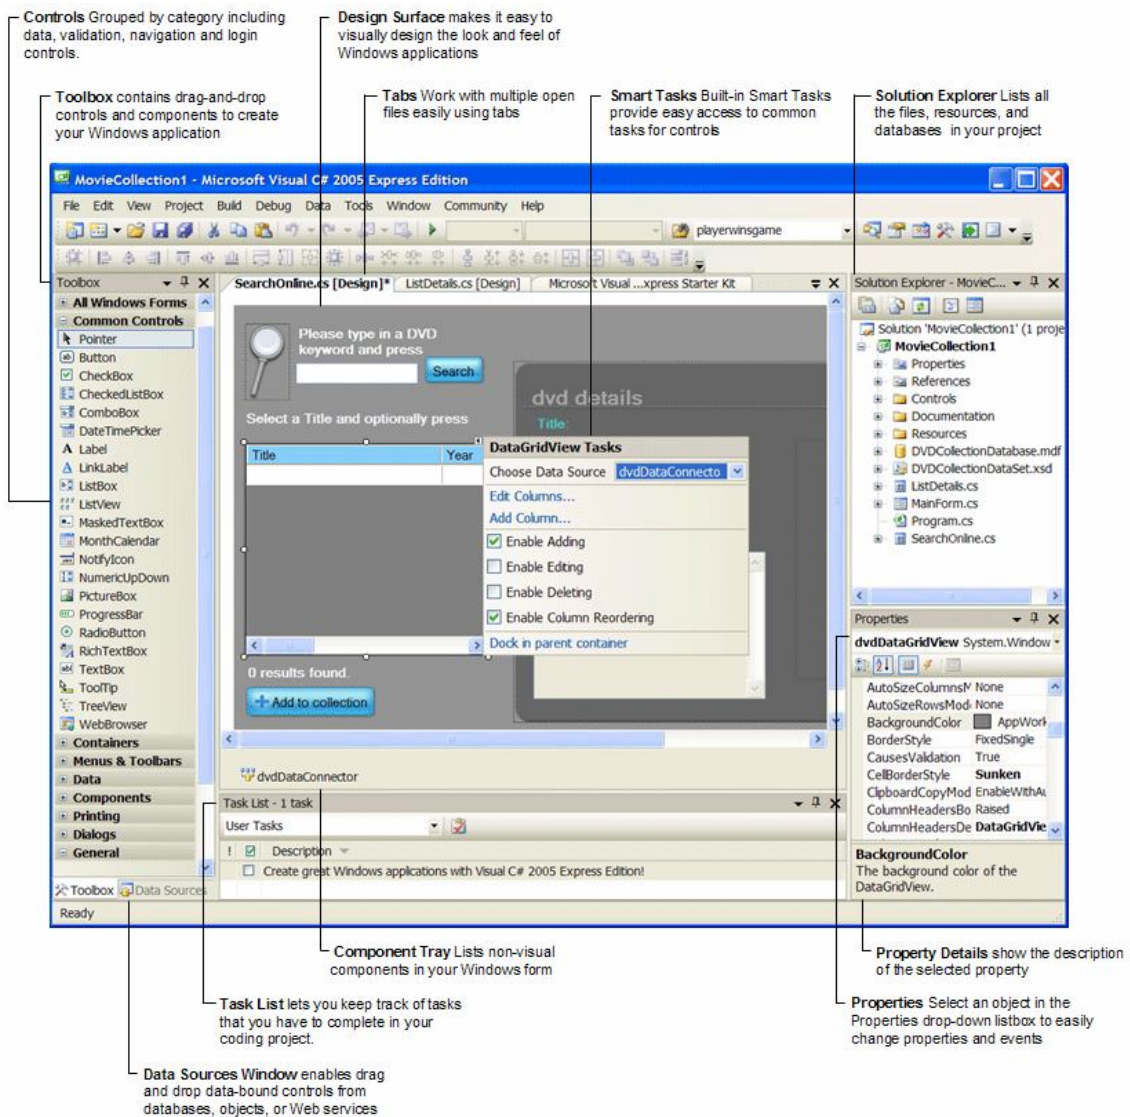 Controls Grouped by category including
data, validation, navigation and login
controls.
Design Surface makes it easy to
visually design the look and feel of
Windows applications
Toolbox contains drag-and-drop
controls and components to create
your Windows application
Tabs Work with multiple open
files easily using tabs
Smart Tasks Built-in Smart Tasks
provide easy access to common
tasks for controls
Solution Explorer Lists all
the files, resources, and
databases in your project
MovieCollection1 - Microsoft Visual C# 2005 Express Edition
File Edit View Project Build Debug Data Tools Window Community Help
playerwinsgame
Toolbox
All Windows Forms
Common Controls
Pointer
Button
CheckBox
CheckedListBox
ComboBox
DateTimePicker
A Label
A LinkLabel
ListBox
ListView
MaskedTextBox
MonthCalendar
NotifyIcon
NumericUpDown
PictureBox
ProgressBar
RadioButton
RichTextBox
TextBox
ToolTip
TreeView
WebBrowser
Containers
Menus & Toolbars
Data
Components
Printing
Dialogs
General
Toolbox Data Sources
Ready
SearchOnline.cs [Design]* ListDetails.cs [Design] Microsoft Visual ...xpress Starter Kit
Please type in a DVD
keyword and press
Search
Select a Title and optionally press
Title Year
dvd details
Title:
DataGridView Tasks
Choose Data Source dvdDataConnecto
Edit Columns...
Add Column...
Enable Adding
Enable Editing
Enable Deleting
Enable Column Reordering
Dock in parent container
0 results found.
Add to collection
dvdDataConnector
Task List - 1 task
User Tasks
! Description
Create great Windows applications with Visual C# 2005 Express Edition!
Solution Explorer - MovieC...
Solution 'MovieCollection1' (1 proje
MovieCollection1
Properties
References
Controls
Documentation
Resources
DVDCollectionDatabase.mdf
DVDCollectionDataSet.xsd
ListDetails.cs
MainForm.cs
Program.cs
SearchOnline.cs
Properties
dvdDataGridView System.Window
AutoSizeColumnsM None
AutoSizeRowsMod None
BackgroundColor AppWork
BorderStyle FixedSingle
CausesValidation True
CellBorderStyle Sunken
ClipboardCopyMod EnableWithAu
ColumnHeadersBo Raised
ColumnHeadersDe DataGridVie
BackgroundColor
The background color of the
DataGridView.
Component Tray Lists non-visual
components in your Windows form
Property Details show the description
of the selected property
Task List lets you keep track of tasks
that you have to complete in your
coding project.
Properties Select an object in the
Properties drop-down listbox to easily
change properties and events
Data Sources Window enables drag
and drop data-bound controls from
databases, objects, or Web services